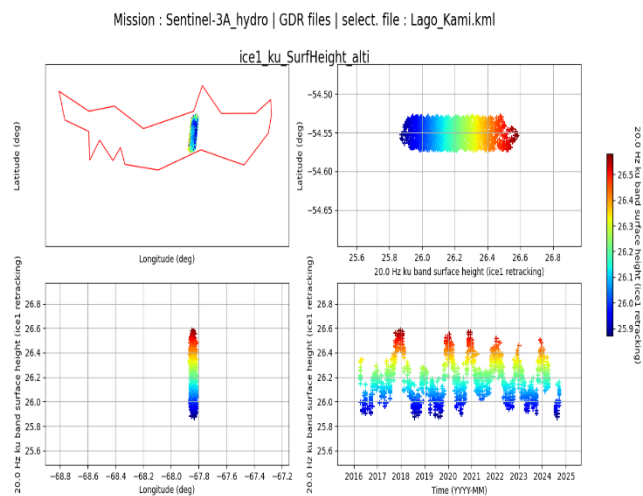 Mission : Sentinel-3A_hydro | GDR files | select. file : Lago_Kami.kml
ice1_ku_SurfHeight_alti
Latitude (deg)
Longitude (deg)
Latitude (deg)
−54.50
−54.55
−54.60
−54.65
25.6 25.8 26.0 26.2 26.4 26.6 26.8
20.0 Hz ku band surface height (ice1 retracking)
26.5
26.4
26.3
26.2
26.1
26.0
25.9
20.0 Hz ku band surface height (ice1 retracking)
20.0 Hz ku band surface height (ice1 retracking)
26.8
26.6
26.4
26.2
26.0
25.8
25.6
−68.8 −68.6 −68.4 −68.2 −68.0 −67.8 −67.6 −67.4 −67.2
Longitude (deg)
20.0 Hz ku band surface height (ice1 retracking)
26.8
26.6
26.4
26.2
26.0
25.8
25.6
2016 2017 2018 2019 2020 2021 2022 2023 2024 2025
Time (YYYY-MM)